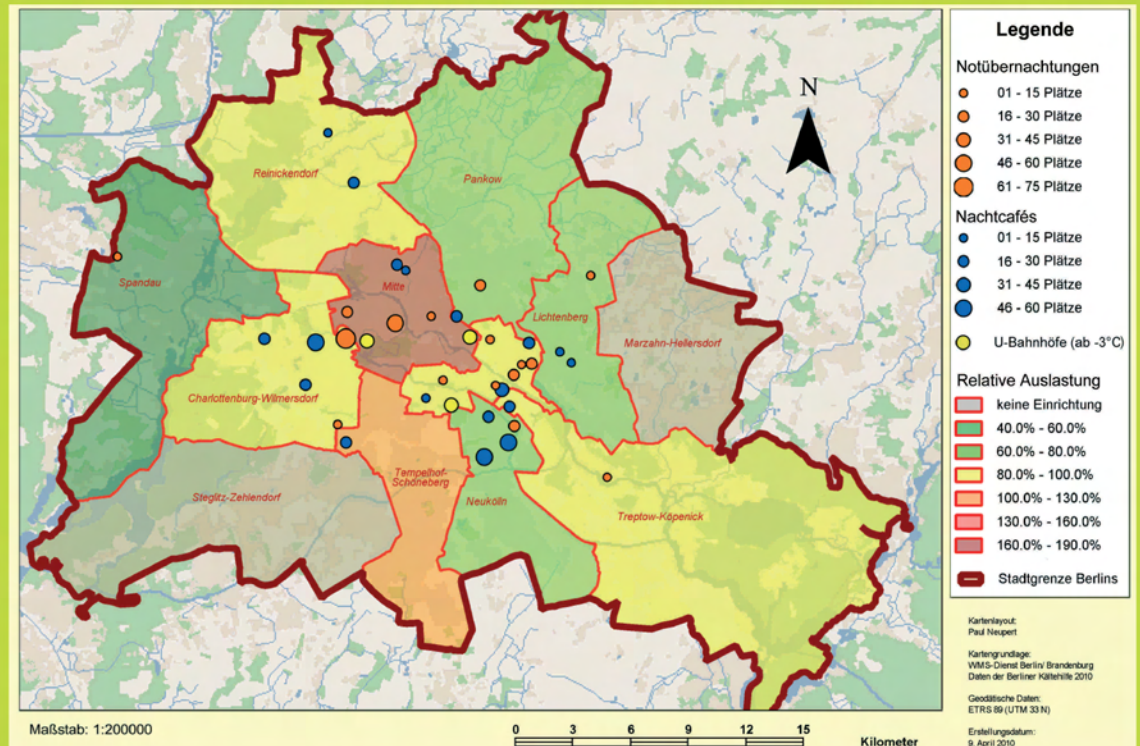 Reinickendorf
Pankow
Spandau
Mitte
Lichtenberg
Marzahn-Hellersdorf
Charlottenburg-Wilmersdorf
Tempelhof-
Schöneberg
Steglitz-Zehlendorf
Neukölln
Treptow-Köpenick
N
Legende
Notübernachtungen
01 - 15 Plätze
16 - 30 Plätze
31 - 45 Plätze
46 - 60 Plätze
61 - 75 Plätze
Nachtcafés
01 - 15 Plätze
16 - 30 Plätze
31 - 45 Plätze
46 - 60 Plätze
U-Bahnhöfe (ab -3°C)
Relative Auslastung
keine Einrichtung
40.0% - 60.0%
60.0% - 80.0%
80.0% - 100.0%
100.0% - 130.0%
130.0% - 160.0%
160.0% - 190.0%
Stadtgrenze Berlins
Kartenlayout:
Paul Neupert
Kartengrundlage:
WMS-Dienst Berlin/ Brandenburg
Daten der Berliner Kältehilfe 2010
Geodätische Daten:
ETRS 89 (UTM 33 N)
Erstellungsdatum:
9. April 2010
Maßstab: 1:200000
0 3 6 9 12 15
Kilometer